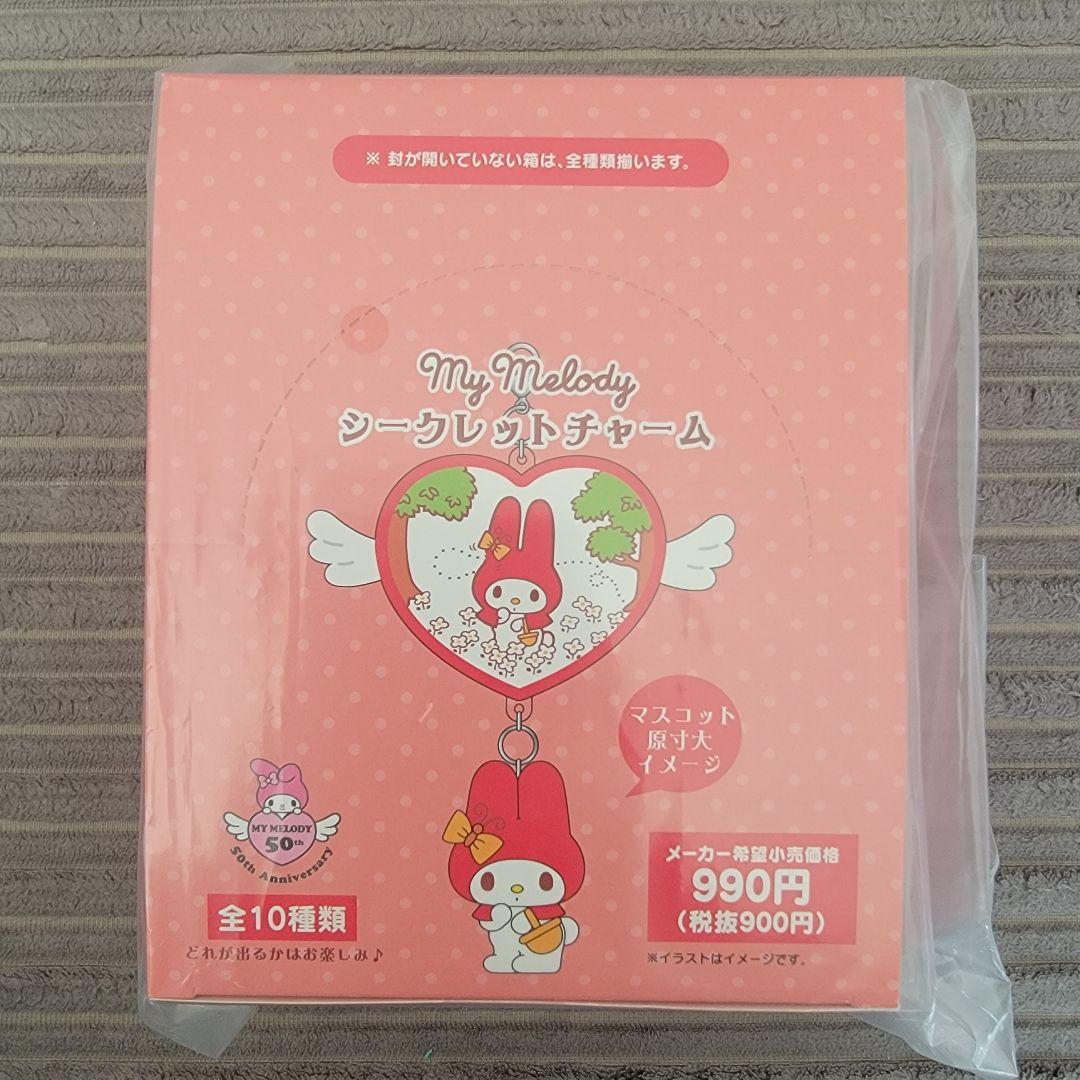 ※ 封が開いていない箱は、全種類揃います。
My Melody
シークレットチャーム
マスコット
原寸大
イメージ
MY MELODY
50th
50th Anniversary
全10種類
どれが出るかはお楽しみ♪
メーカー希望小売価格
990円
(税抜900円)
※イラストはイメージです。